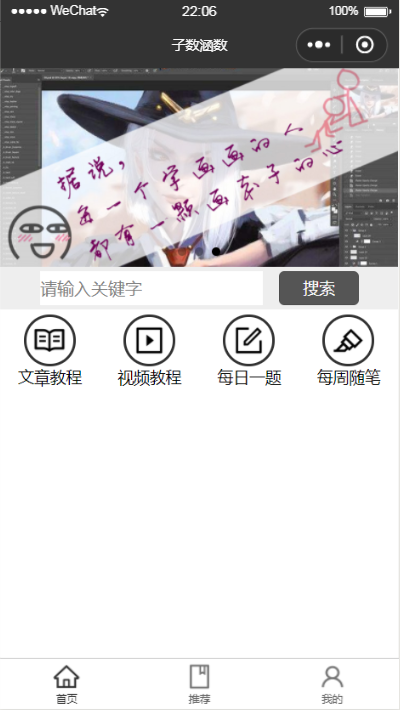 WeChat
22:06
100%
子数涵数
据说，
每一个学画画的人
都有一颗画亲子的心
请输入关键字
搜索
文章教程
视频教程
每日一题
每周随笔
首页
推荐
我的